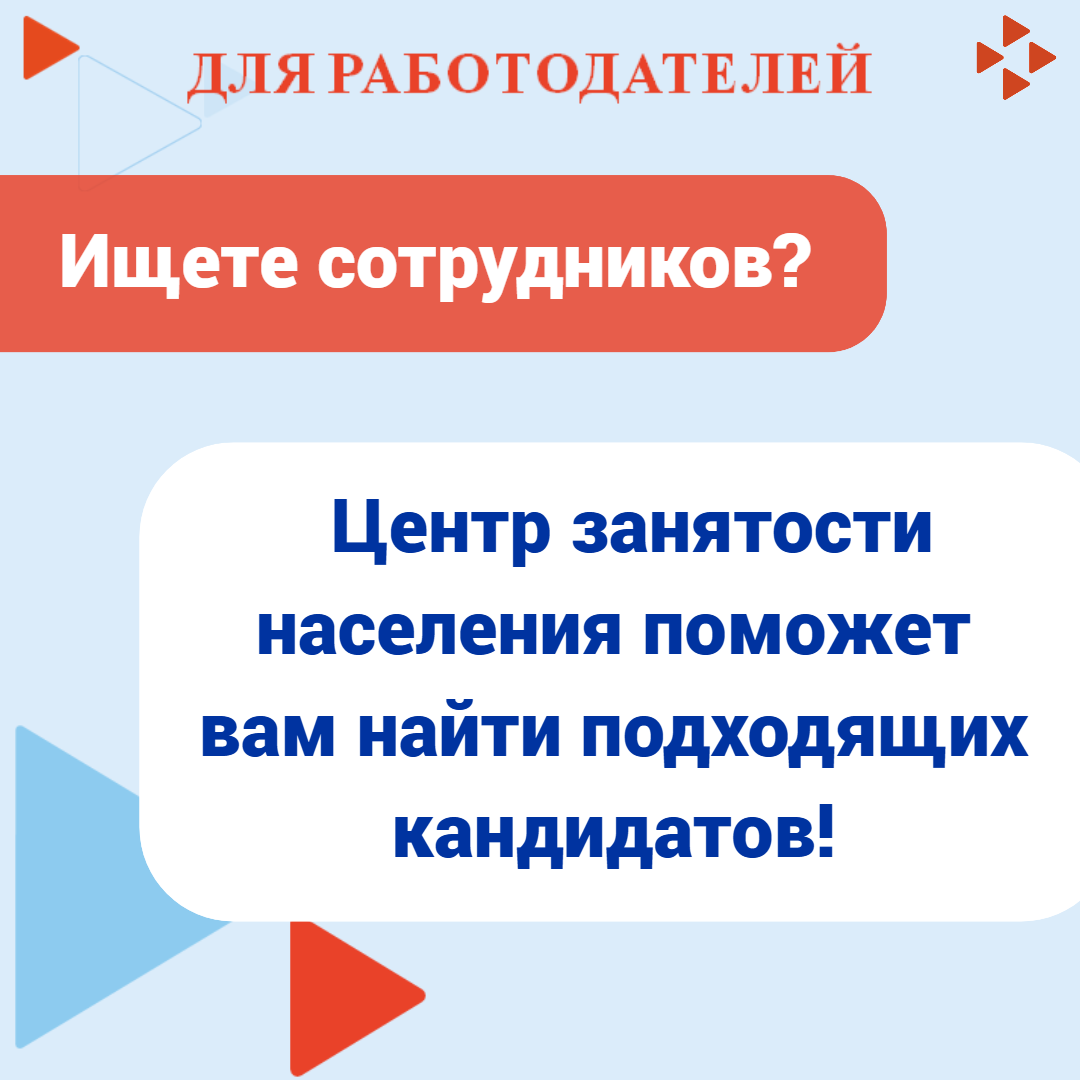 ДЛЯ РАБОТОДАТЕЛЕЙ
Ищете сотрудников?
Центр занятости
населения поможет
вам найти подходящих
кандидатов!